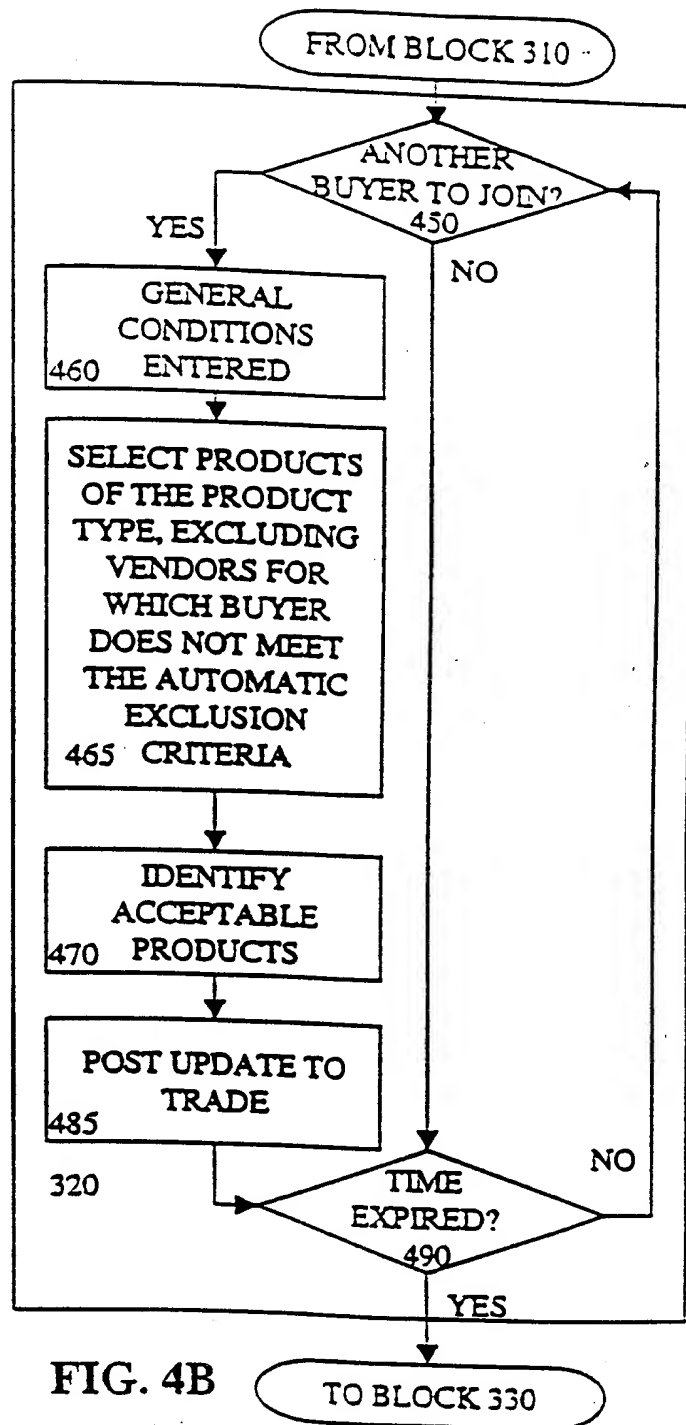 FROM BLOCK 310
ANOTHER
BUYER TO JOIN?
450
YES
NO
GENERAL
CONDITIONS
460 ENTERED
SELECT PRODUCTS
OF THE PRODUCT
TYPE, EXCLUDING
VENDORS FOR
WHICH BUYER
DOES NOT MEET
THE AUTOMATIC
EXCLUSION
465 CRITERIA
IDENTIFY
ACCEPTABLE
470 PRODUCTS
POST UPDATE TO
TRADE
485
320
TIME
EXPIRED?
490
NO
YES
FIG. 4B
TO BLOCK 330